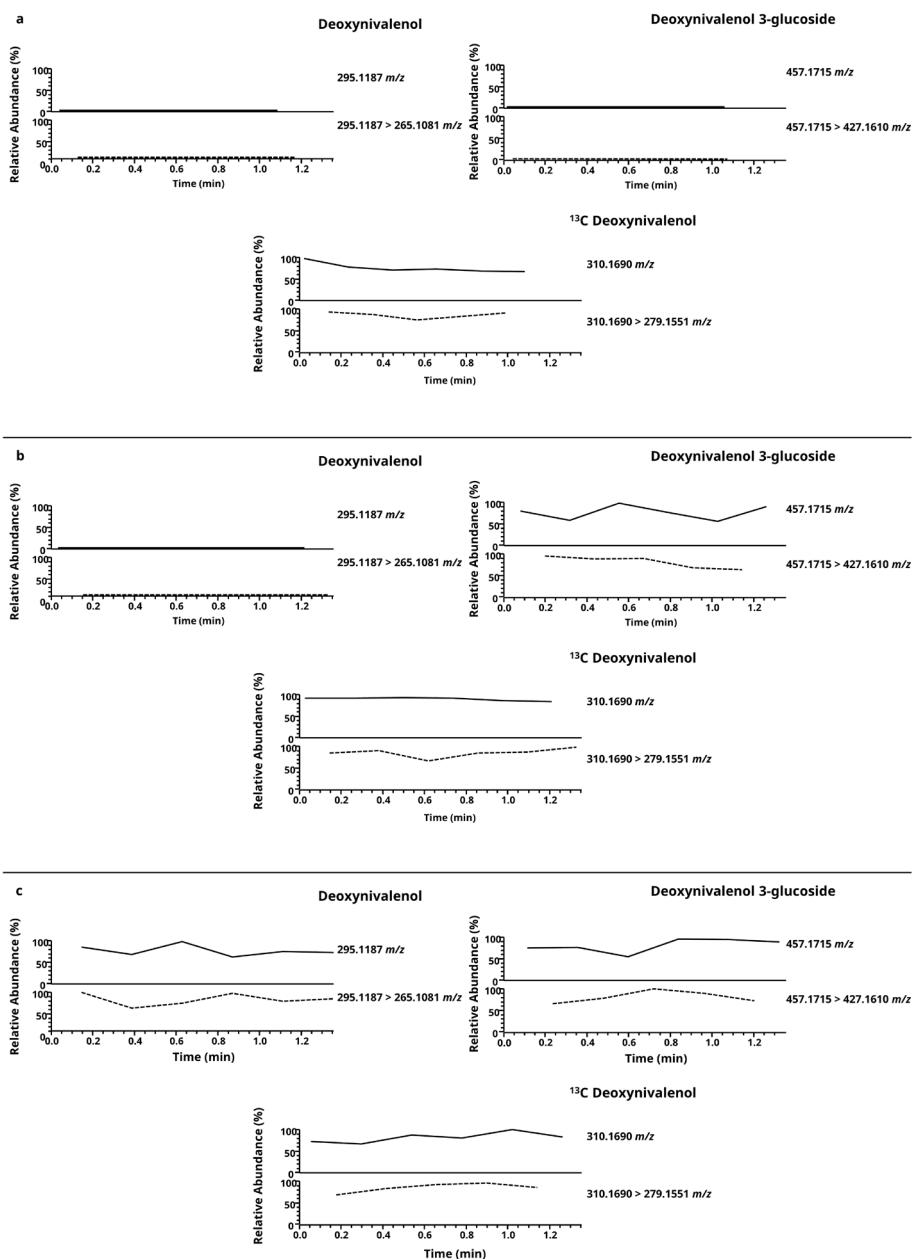 a
Deoxynivalenol
Relative Abundance (%)
100
50
0
295.1187 m/z
100
50
0
295.1187 > 265.1081 m/z
0.0 0.2 0.4 0.6 0.8 1.0 1.2
Time (min)
Deoxynivalenol 3-glucoside
Relative Abundance (%)
100
50
0
457.1715 m/z
100
50
0
457.1715 > 427.1610 m/z
0.0 0.2 0.4 0.6 0.8 1.0 1.2
Time (min)
¹³C Deoxynivalenol
Relative Abundance (%)
100
50
0
310.1690 m/z
100
50
0
310.1690 > 279.1551 m/z
0.0 0.2 0.4 0.6 0.8 1.0 1.2
Time (min)
b
Deoxynivalenol
Relative Abundance (%)
100
50
0
295.1187 m/z
100
50
0
295.1187 > 265.1081 m/z
0.0 0.2 0.4 0.6 0.8 1.0 1.2
Time (min)
Deoxynivalenol 3-glucoside
Relative Abundance (%)
100
50
0
457.1715 m/z
100
50
0
457.1715 > 427.1610 m/z
0.0 0.2 0.4 0.6 0.8 1.0 1.2
Time (min)
¹³C Deoxynivalenol
Relative Abundance (%)
100
50
0
310.1690 m/z
100
50
0
310.1690 > 279.1551 m/z
0.0 0.2 0.4 0.6 0.8 1.0 1.2
Time (min)
c
Deoxynivalenol
Relative Abundance (%)
100
50
0
295.1187 m/z
100
50
0
295.1187 > 265.1081 m/z
0.0 0.2 0.4 0.6 0.8 1.0 1.2
Time (min)
Deoxynivalenol 3-glucoside
Relative Abundance (%)
100
50
0
457.1715 m/z
100
50
0
457.1715 > 427.1610 m/z
0.0 0.2 0.4 0.6 0.8 1.0 1.2
Time (min)
¹³C Deoxynivalenol
Relative Abundance (%)
100
50
0
310.1690 m/z
100
50
0
310.1690 > 279.1551 m/z
0.0 0.2 0.4 0.6 0.8 1.0 1.2
Time (min)